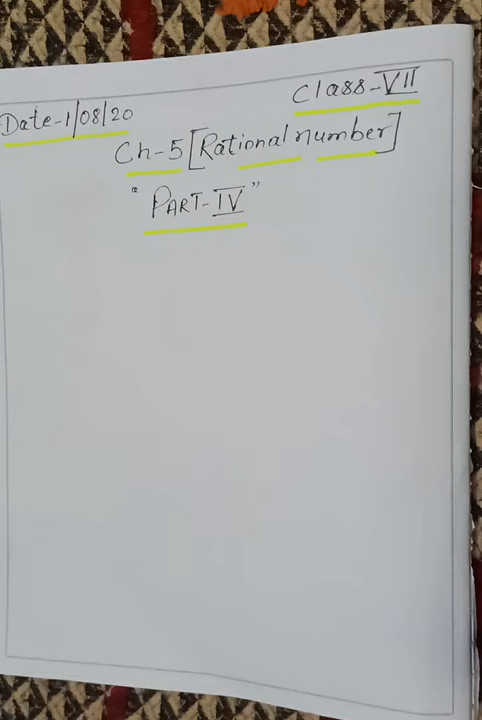 Class-VII
Date-1/08/20
Ch-5 [Rational number]
"PART-IV"